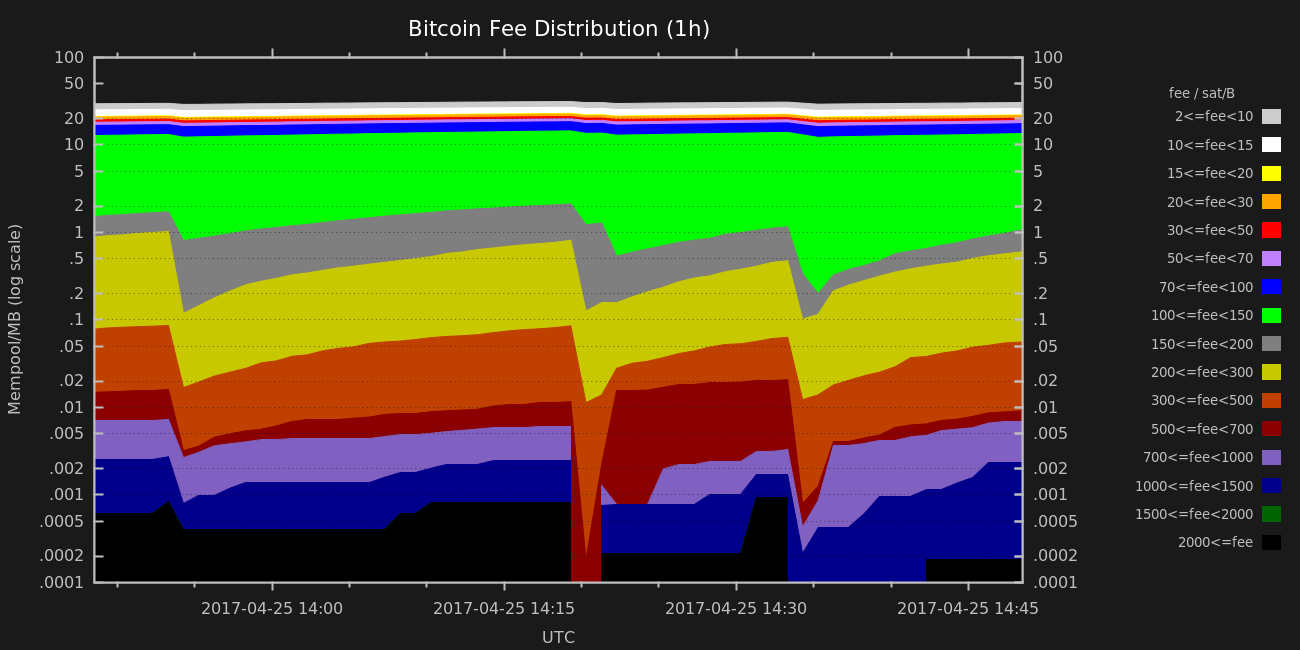 Bitcoin Fee Distribution (1h)
100 100
50 50
20 20
10 10
5 5
2 2
1 1
.5 .5
.2 .2
.1 .1
.05 .05
.02 .02
.01 .01
.005 .005
.002 .002
.001 .001
.0005 .0005
.0002 .0002
.0001 .0001
Mempool/MB (log scale)
2017-04-25 14:00 2017-04-25 14:15 2017-04-25 14:30 2017-04-25 14:45
UTC
fee / sat/B
2<=fee<10
10<=fee<15
15<=fee<20
20<=fee<30
30<=fee<50
50<=fee<70
70<=fee<100
100<=fee<150
150<=fee<200
200<=fee<300
300<=fee<500
500<=fee<700
700<=fee<1000
1000<=fee<1500
1500<=fee<2000
2000<=fee